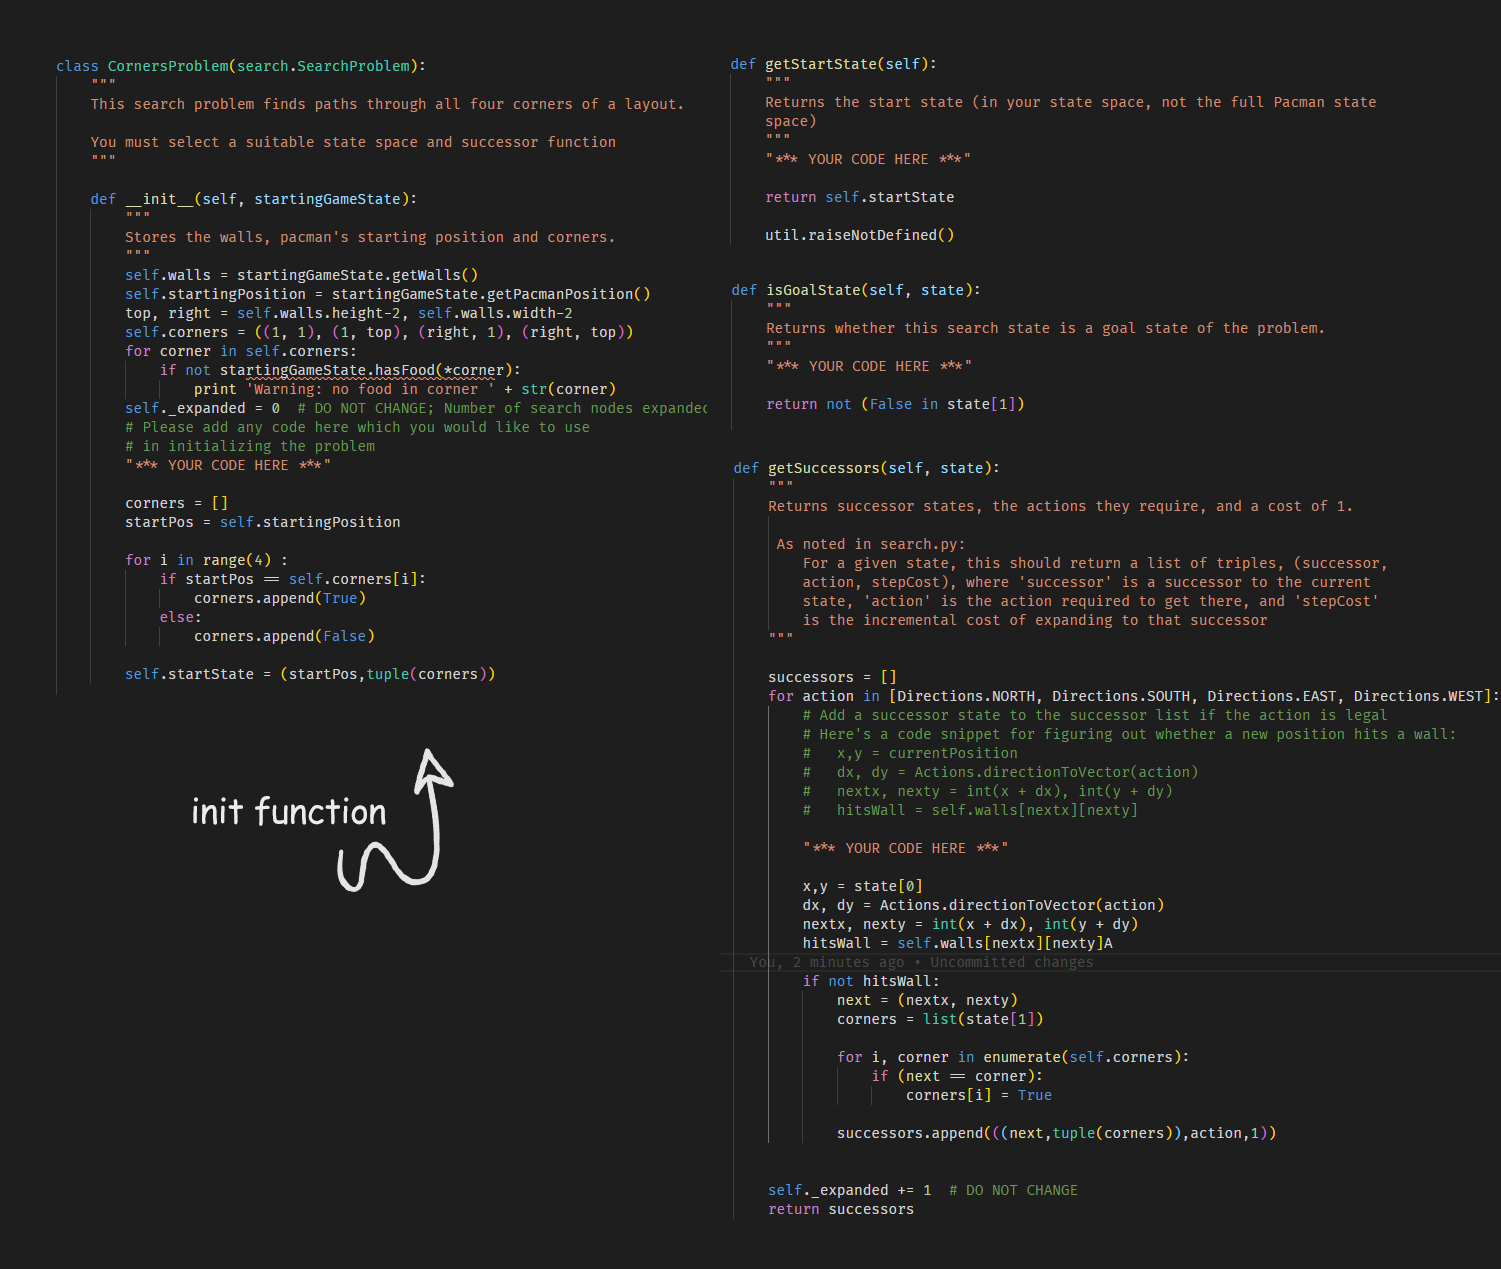 class CornersProblem(search.SearchProblem):
"""
This search problem finds paths through all four corners of a layout.
You must select a suitable state space and successor function
"""
def __init__(self, startingGameState):
"""
Stores the walls, pacman's starting position and corners.
"""
self.walls = startingGameState.getWalls()
self.startingPosition = startingGameState.getPacmanPosition()
top, right = self.walls.height-2, self.walls.width-2
self.corners = ((1, 1), (1, top), (right, 1), (right, top))
for corner in self.corners:
if not startingGameState.hasFood(*corner):
print 'Warning: no food in corner ' + str(corner)
self._expanded = 0  # DO NOT CHANGE; Number of search nodes expanded
# Please add any code here which you would like to use
# in initializing the problem
"*** YOUR CODE HERE ***"
corners = []
startPos = self.startingPosition
for i in range(4) :
if startPos == self.corners[i]:
corners.append(True)
else:
corners.append(False)
self.startState = (startPos,tuple(corners))
init function
def getStartState(self):
"""
Returns the start state (in your state space, not the full Pacman state
space)
"""
"*** YOUR CODE HERE ***"
return self.startState
util.raiseNotDefined()
def isGoalState(self, state):
"""
Returns whether this search state is a goal state of the problem.
"""
"*** YOUR CODE HERE ***"
return not (False in state[1])
def getSuccessors(self, state):
"""
Returns successor states, the actions they require, and a cost of 1.
As noted in search.py:
For a given state, this should return a list of triples, (successor,
action, stepCost), where 'successor' is a successor to the current
state, 'action' is the action required to get there, and 'stepCost'
is the incremental cost of expanding to that successor
"""
successors = []
for action in [Directions.NORTH, Directions.SOUTH, Directions.EAST, Directions.WEST]:
# Add a successor state to the successor list if the action is legal
# Here's a code snippet for figuring out whether a new position hits a wall:
#   x,y = currentPosition
#   dx, dy = Actions.directionToVector(action)
#   nextx, nexty = int(x + dx), int(y + dy)
#   hitsWall = self.walls[nextx][nexty]
"*** YOUR CODE HERE ***"
x,y = state[0]
dx, dy = Actions.directionToVector(action)
nextx, nexty = int(x + dx), int(y + dy)
hitsWall = self.walls[nextx][nexty]A
You, 2 minutes ago • Uncommitted changes
if not hitsWall:
next = (nextx, nexty)
corners = list(state[1])
for i, corner in enumerate(self.corners):
if (next == corner):
corners[i] = True
successors.append(((next,tuple(corners)),action,1))
self._expanded += 1  # DO NOT CHANGE
return successors